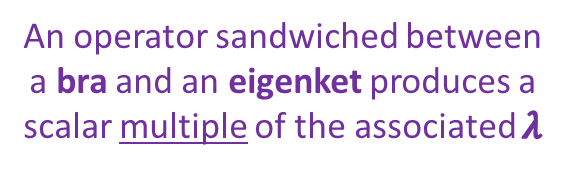 An operator sandwiched between
a bra and an eigenket produces a
scalar multiple of the associated λ